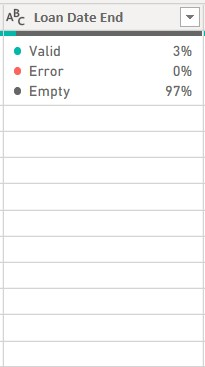 ABC Loan Date End
Valid 3%
Error 0%
Empty 97%